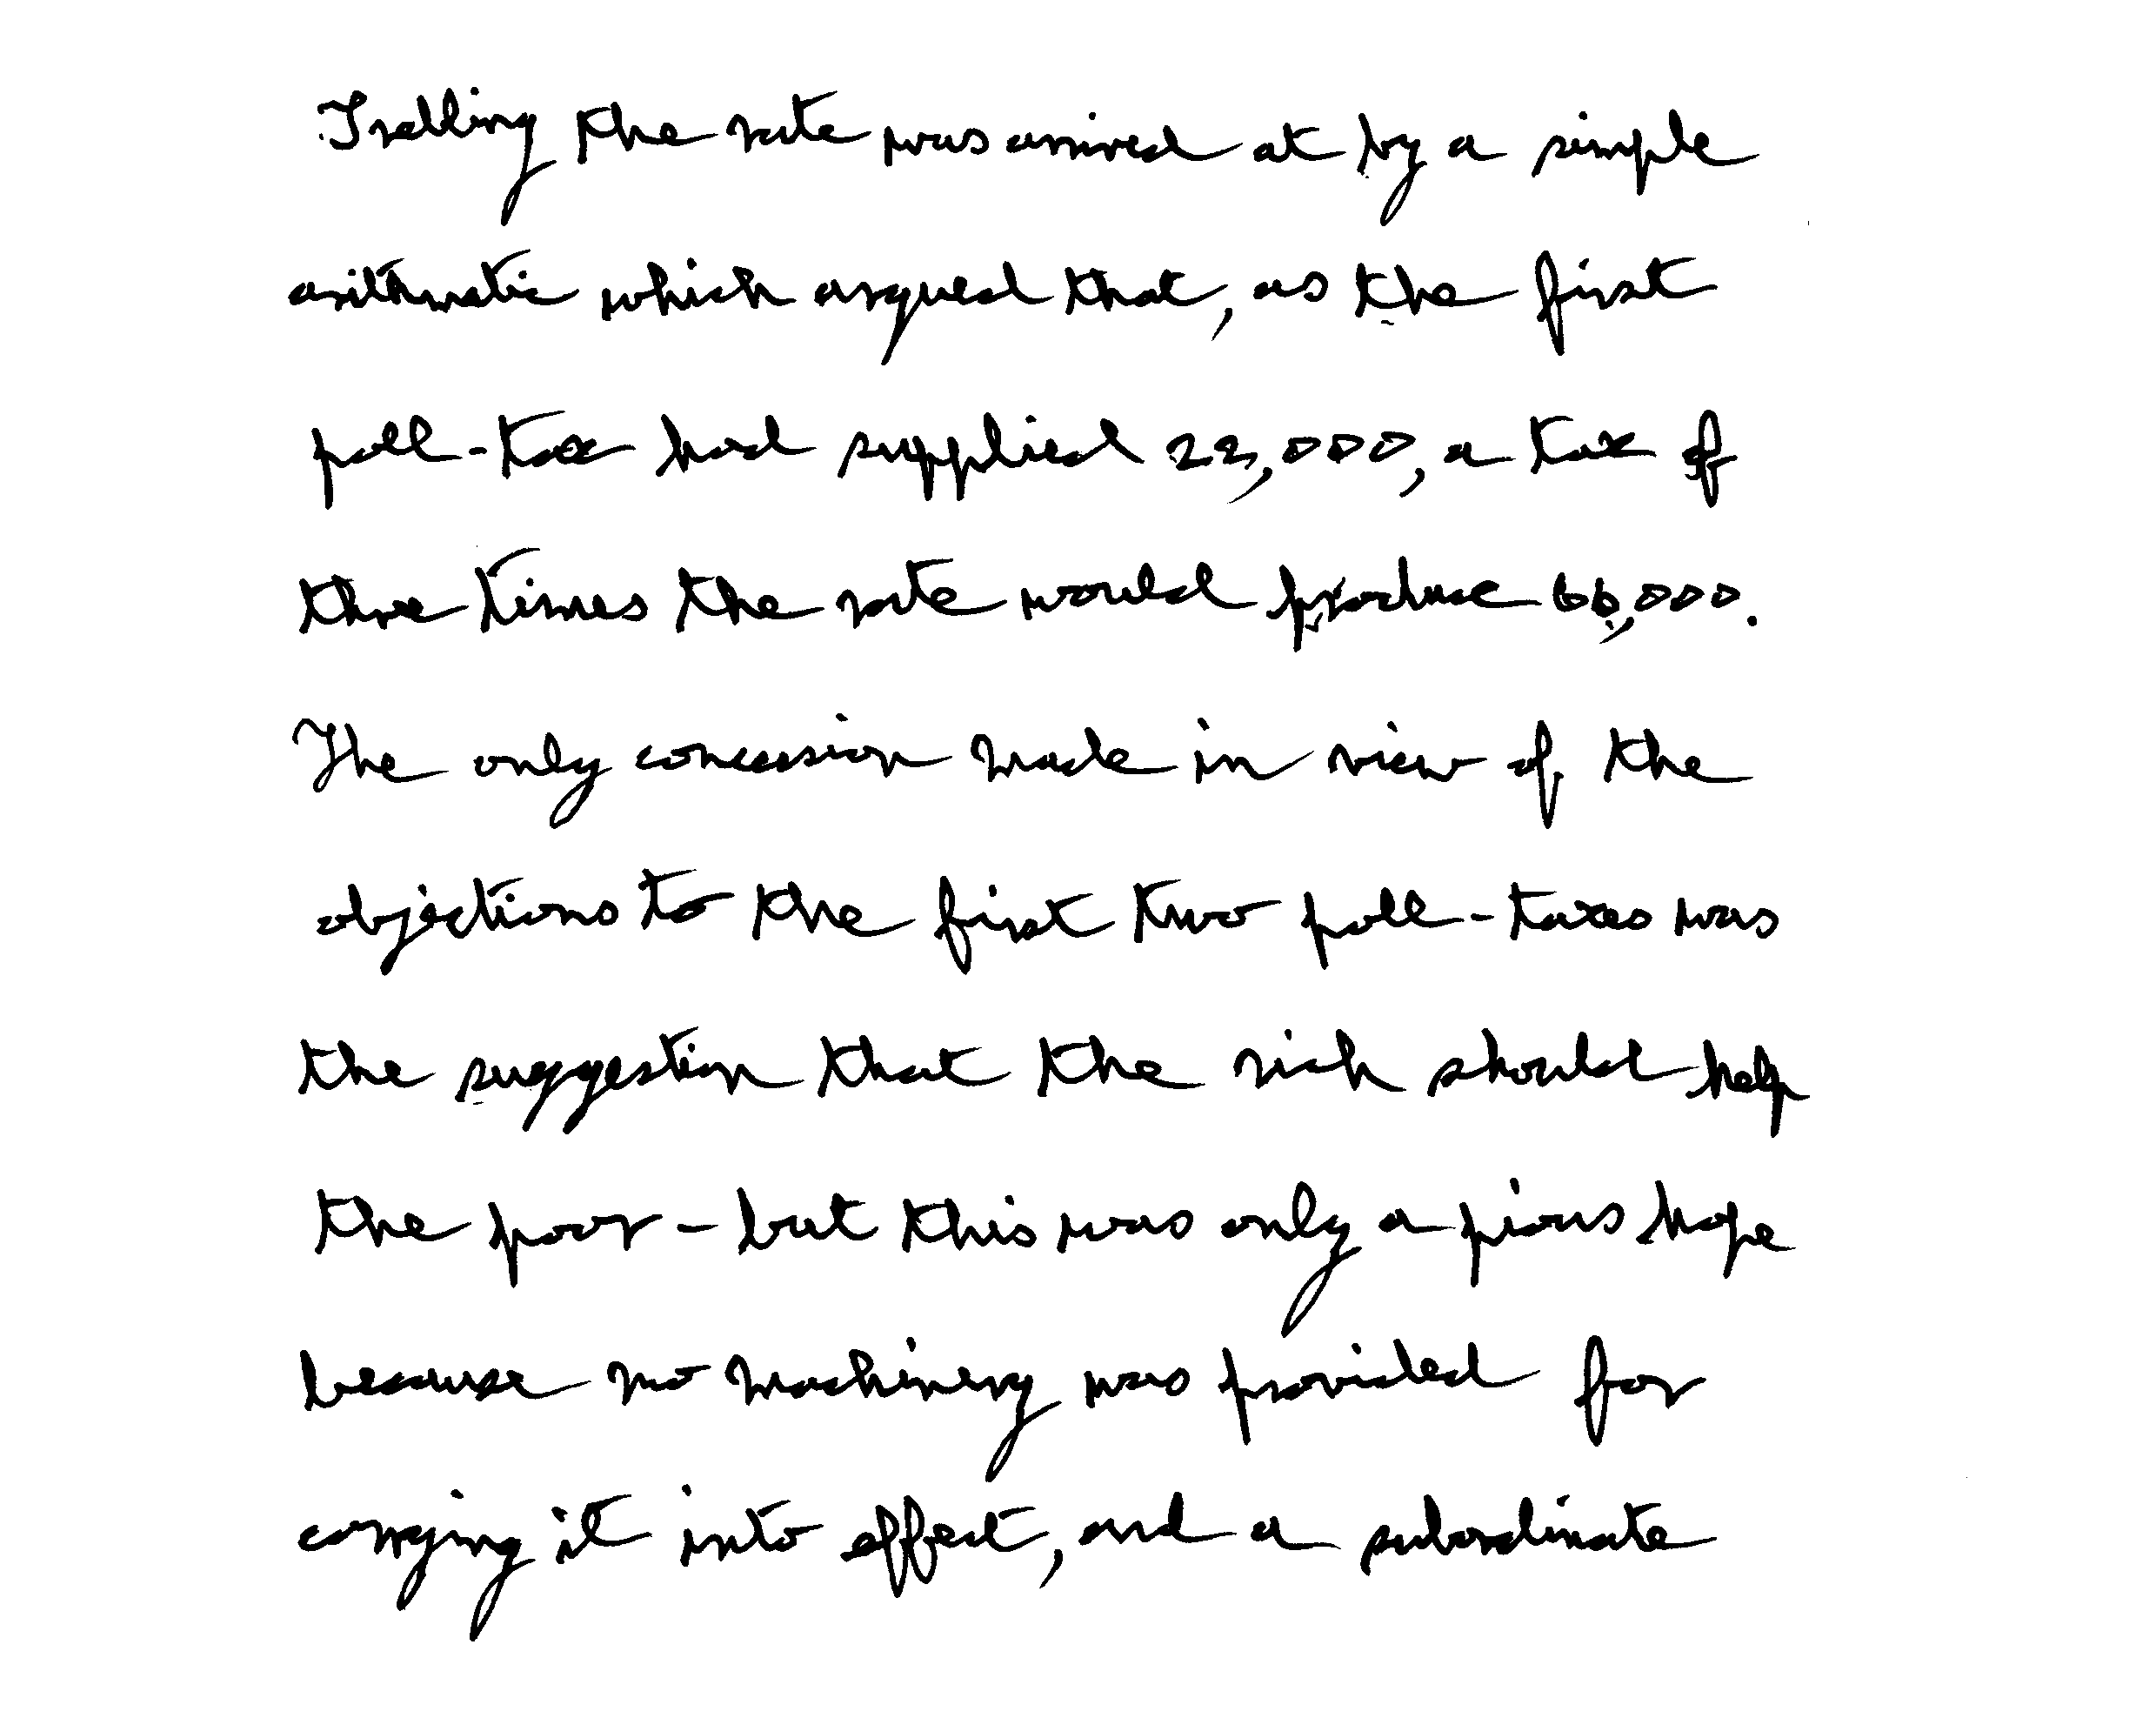 Trebling the rate was arrived at by a simple
arithmetic which argued that, as the first
poll-tax had supplied 22,000, a tax of
three times the rate would produce 66,000.
The only concession made in view of the
objections to the first two poll-taxes was
the suggestion that the rich should help
the poor - but this was only a pious hope
because no machinery was provided for
carrying it into effect, and a subordinate